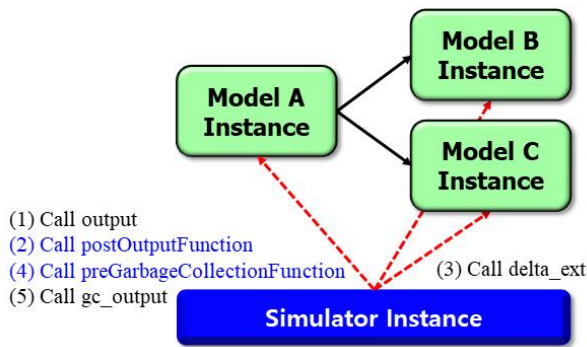 Model B
Instance
Model A
Instance
Model C
Instance
(1) Call output
(2) Call postOutputFunction
(4) Call preGarbageCollectionFunction
(3) Call delta_ext
(5) Call gc_output
Simulator Instance